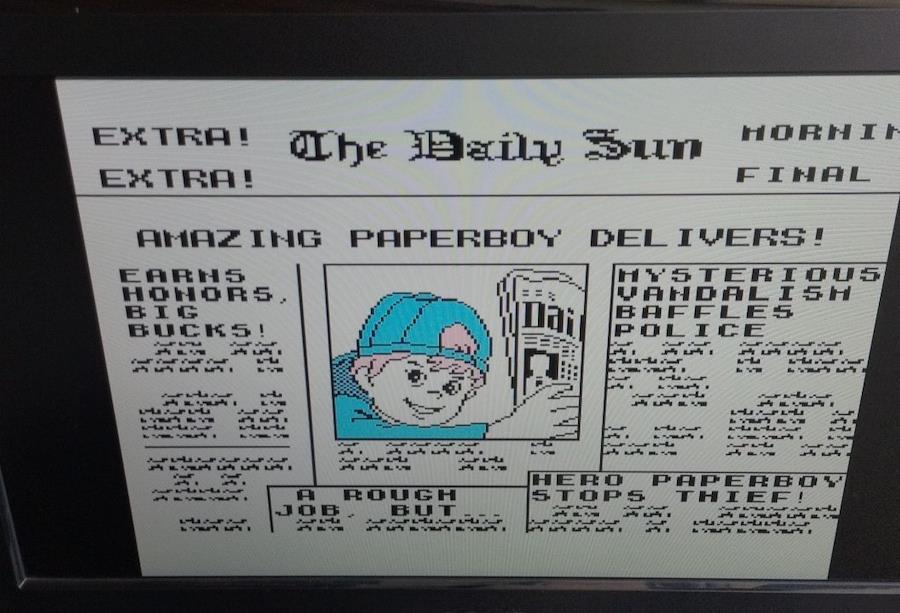 EXTRA!
EXTRA!
The Daily Sun
MORNIN
FINAL
AMAZING PAPERBOY DELIVERS!
EARNS
HONORS,
BIG
BUCKS!
Dai
MYSTERIOUS
VANDALISM
BAFFLES
POLICE
A ROUGH
JOB, BUT...
HERO PAPERBOY
STOPS THIEF!